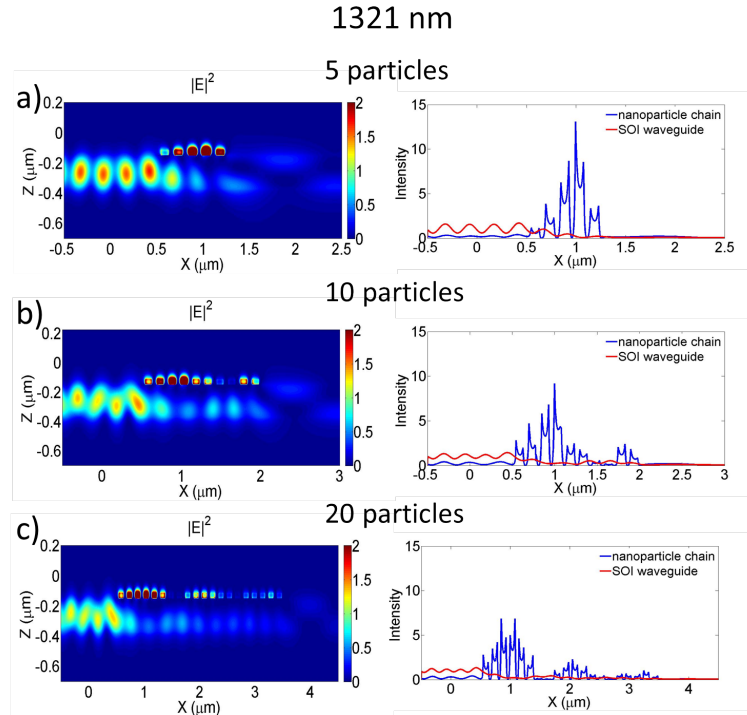 1321 nm
5 particles
a)
|E|²
0.2
0
-0.2
-0.4
-0.6
Z (μm)
-0.5
0
0.5
1
1.5
2
2.5
X (μm)
2
1.5
1
0.5
0
15
10
5
0
Intensity
nanoparticle chain
SOI waveguide
-0.5
0
0.5
1
1.5
2
2.5
X (μm)
10 particles
b)
|E|²
0.2
0
-0.2
-0.4
-0.6
Z (μm)
0
1
2
3
X (μm)
2
1.5
1
0.5
0
15
10
5
0
Intensity
nanoparticle chain
SOI waveguide
-0.5
0
0.5
1
1.5
2
2.5
3
X (μm)
20 particles
c)
|E|²
0.2
0
-0.2
-0.4
-0.6
Z (μm)
0
1
2
3
4
X (μm)
2
1.5
1
0.5
0
15
10
5
0
Intensity
nanoparticle chain
SOI waveguide
0
1
2
3
4
X (μm)